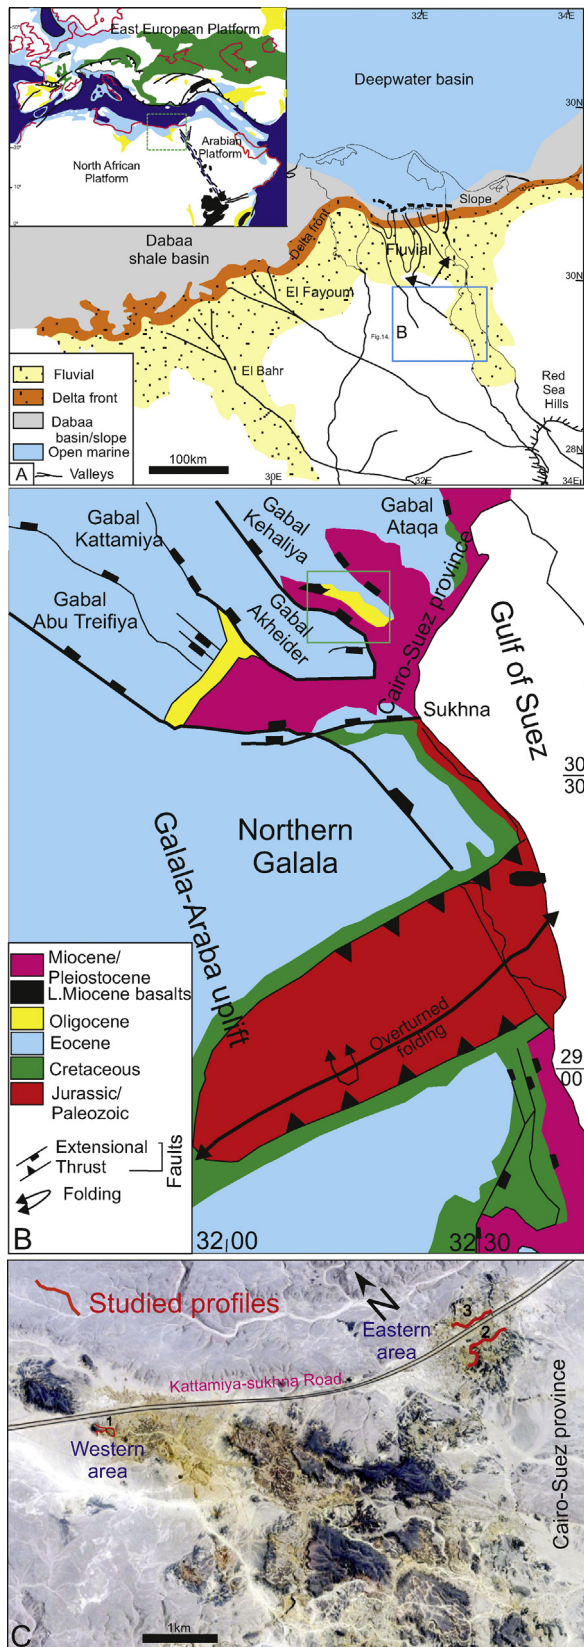 East European Platform
North African
Platform
Arabian
Platform
30°
20°
10°
0°
32E
34E
Deepwater basin
30N
Slope
Dabaa
shale basin
Delta front
Fluvial
30N
El Fayoum
B
Fig.14.
El Bahr
Red
Sea
Hills
28N
Fluvial
Delta front
Dabaa
basin/slope
Open marine
Valleys
A
100km
30E
32E
34E
Gabal
Kattamiya
Gabal
Kehaliya
Gabal
Ataqa
Gabal
Abu Treifiya
Gabal
Akheider
Cairo-Suez province
Sukhna
Gulf of Suez
30
30
Northern
Galala
Galala-Araba uplift
Overturned
folding
29
00
Miocene/
Pleiostocene
L.Miocene basalts
Oligocene
Eocene
Cretaceous
Jurassic/
Paleozoic
Extensional
Thrust
Faults
Folding
B
32 00
32 30
Studied profiles
N
Eastern
area
3
2
Kattamiya-sukhna Road
1
Western
area
Cairo-Suez province
C
1km